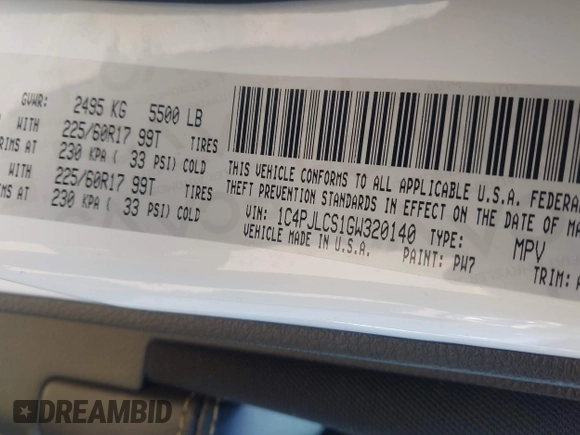 GVWR: 2495 KG 5500 LB
WITH 225/60R17 99T TIRES
RIMS AT 230 KPA ( 33 PSI) COLD
WITH 225/60R17 99T TIRES
RIMS AT 230 KPA ( 33 PSI) COLD
THIS VEHICLE CONFORMS TO ALL APPLICABLE U.S.A. FEDERA
THEFT PREVENTION STANDARDS IN EFFECT ON THE DATE OF MA
VIN: 1C4PJLCS1GW320140 TYPE: MPV
VEHICLE MADE IN U.S.A. PAINT: PW7 TRIM: A
DREAMBID